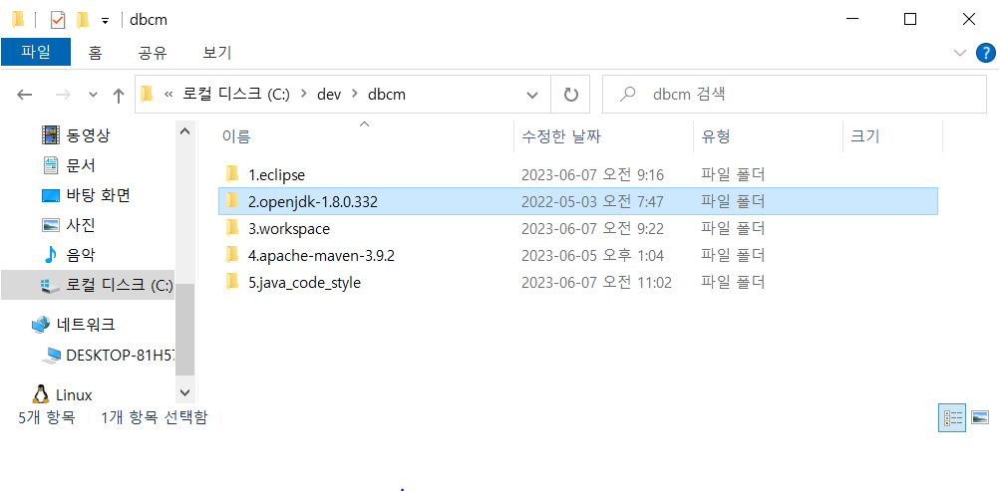 dbcm
파일 홈 공유 보기
« 로컬 디스크 (C:) > dev > dbcm dbcm 검색
이름 수정한 날짜 유형 크기
동영상
문서
바탕 화면
사진
음악
로컬 디스크 (C:)
네트워크
DESKTOP-81H57
Linux
1.eclipse 2023-06-07 오전 9:16 파일 폴더
2.openjdk-1.8.0.332 2022-05-03 오전 7:47 파일 폴더
3.workspace 2023-06-07 오전 9:22 파일 폴더
4.apache-maven-3.9.2 2023-06-05 오후 1:04 파일 폴더
5.java_code_style 2023-06-07 오전 11:02 파일 폴더
5개 항목 1개 항목 선택함